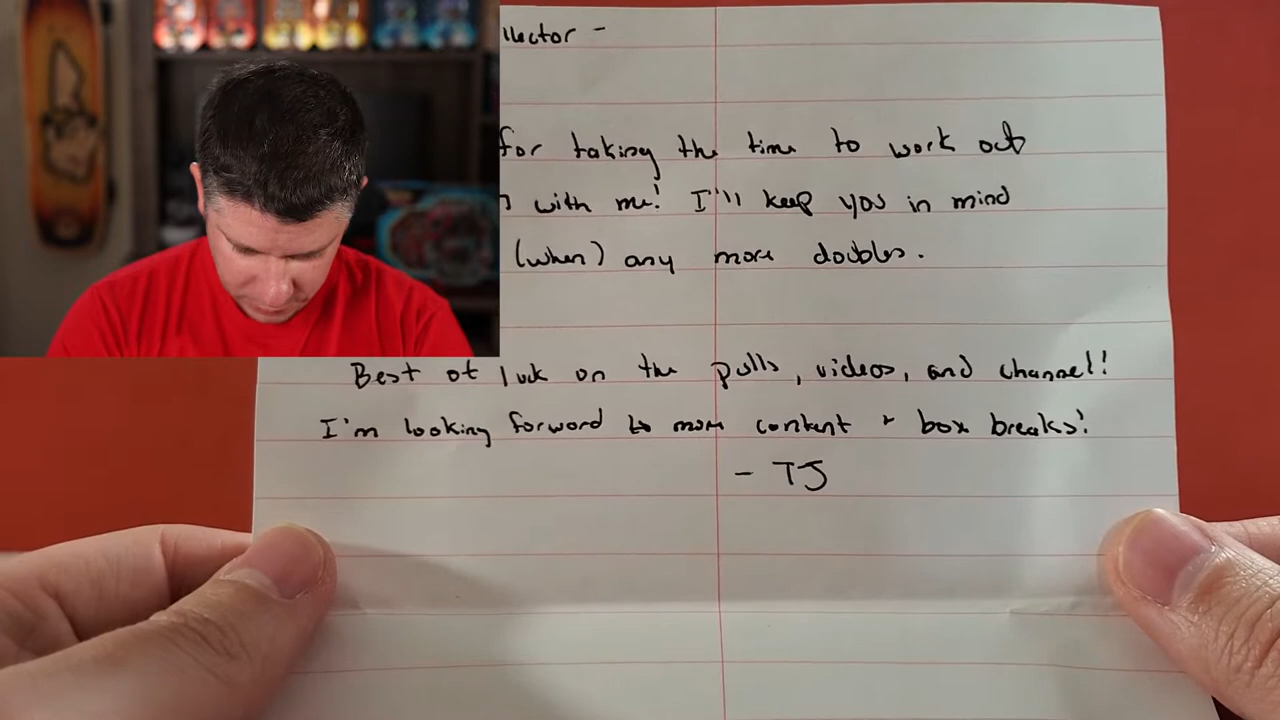 llector -
for taking the time to work out
with me! I'll keep you in mind
(when) any more doubles.
Best of luck on the pulls, videos, and channel!
I'm looking forward to more content + box breaks!
- TJ